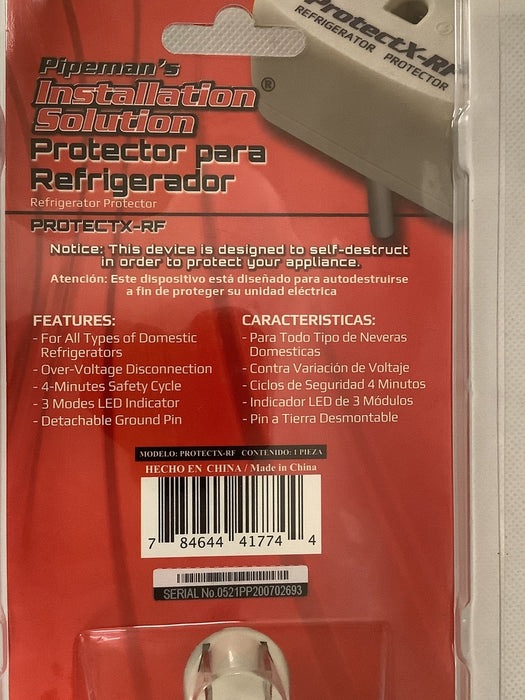 ProtectX-RF
REFRIGERATOR PROTECTOR
Pipeman's
Installation®
Solution
Protector para
Refrigerador
Refrigerator Protector
PROTECTX-RF
Notice: This device is designed to self-destruct
in order to protect your appliance.
Atención: Este dispositivo está diseñado para autodestruirse
a fin de proteger su unidad eléctrica
FEATURES:
- For All Types of Domestic
Refrigerators
- Over-Voltage Disconnection
- 4-Minutes Safety Cycle
- 3 Modes LED Indicator
- Detachable Ground Pin
CARACTERISTICAS:
- Para Todo Tipo de Neveras
Domesticas
- Contra Variación de Voltaje
- Ciclos de Seguridad 4 Minutos
- Indicador LED de 3 Módulos
- Pin a Tierra Desmontable
MODELO: PROTECTX-RF CONTENIDO: 1 PIEZA
HECHO EN CHINA / Made in China
7 84644 41774 4
SERIAL No.0521PP200702693